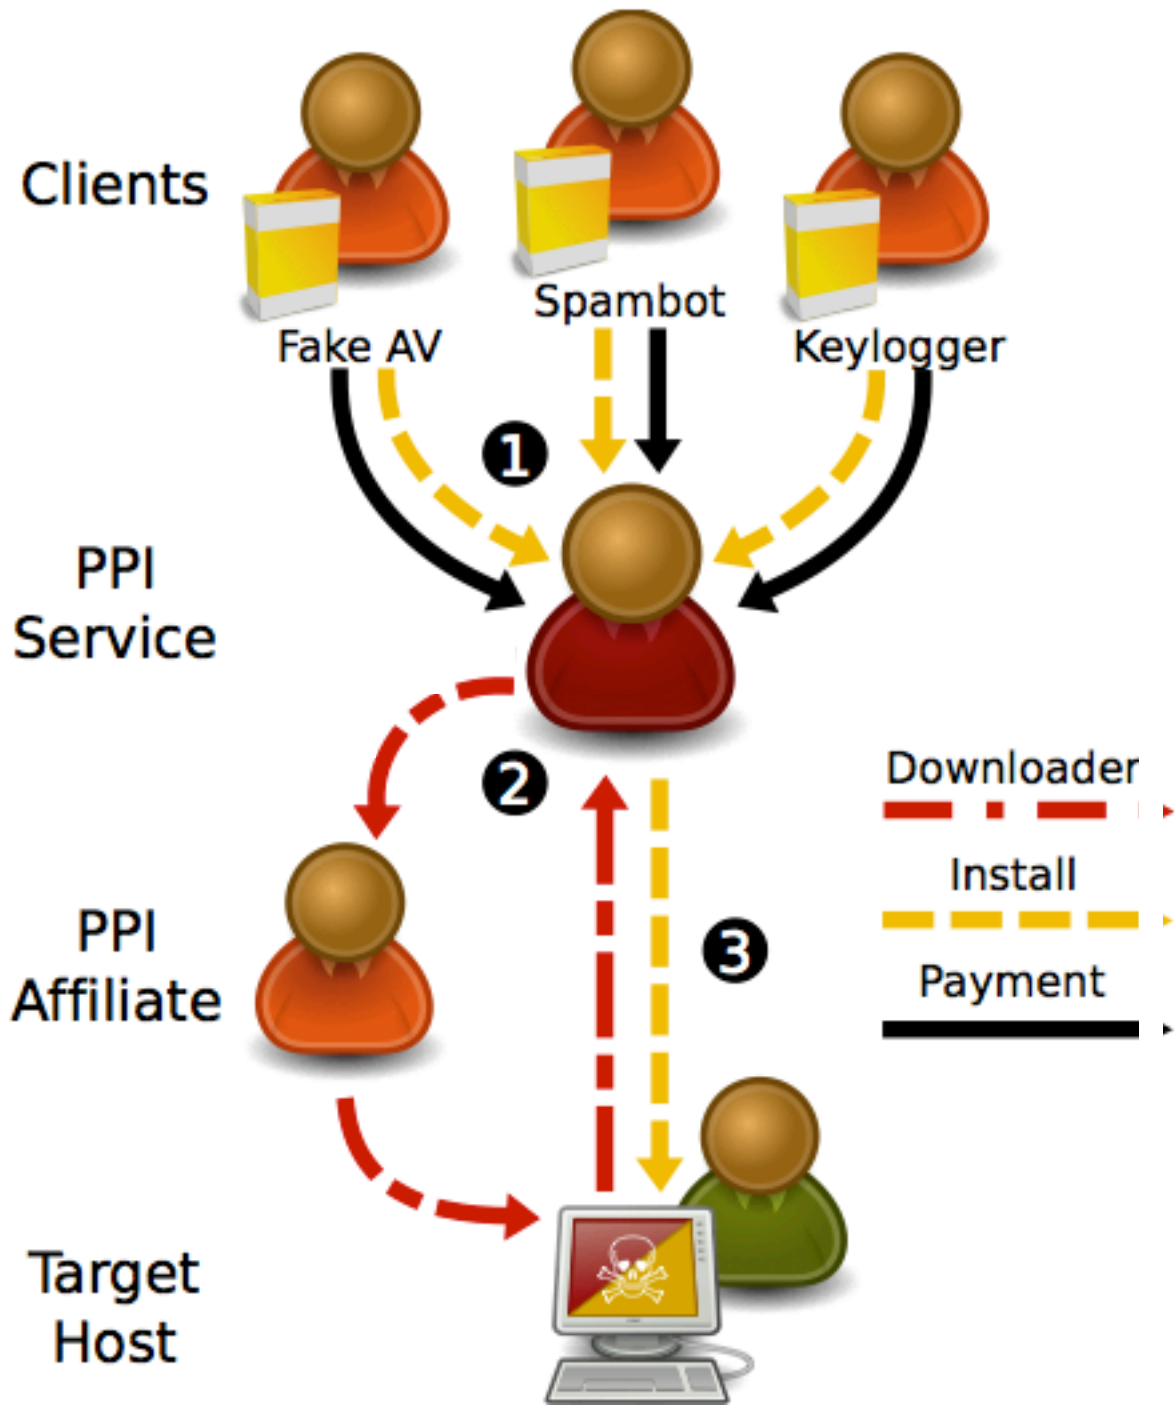 Clients
Fake AV
Spambot
Keylogger
1
PPI
Service
2
Downloader
Install
Payment
PPI
Affiliate
3
Target
Host